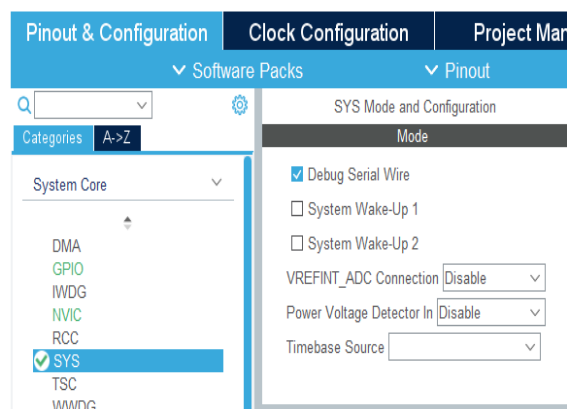 Pinout & Configuration
Clock Configuration
Project Man
Software Packs
Pinout
Categories
A->Z
System Core
DMA
GPIO
IWDG
NVIC
RCC
SYS
TSC
WWDG
SYS Mode and Configuration
Mode
Debug Serial Wire
System Wake-Up 1
System Wake-Up 2
VREFINT_ADC Connection Disable
Power Voltage Detector In Disable
Timebase Source